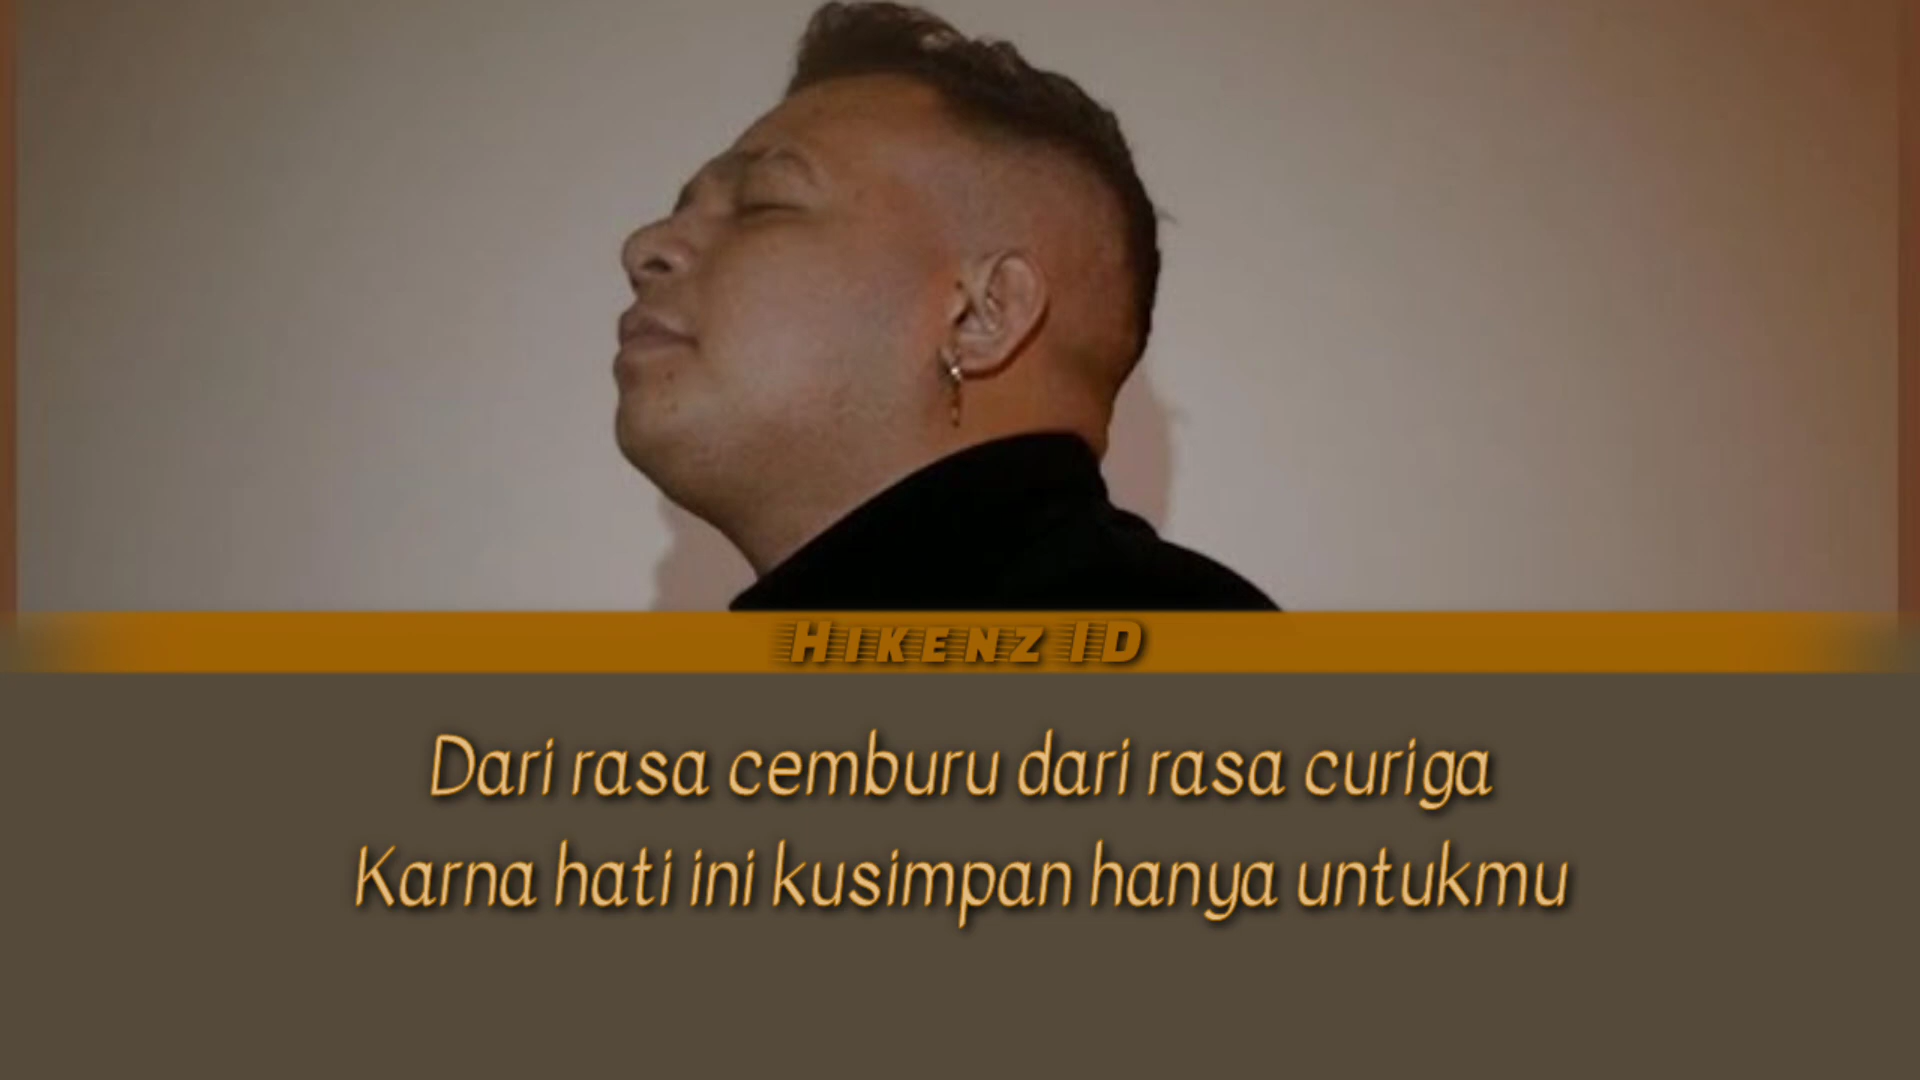 Hikenz ID
Dari rasa cemburu dari rasa curiga
Karna hati ini kusimpan hanya untukmu